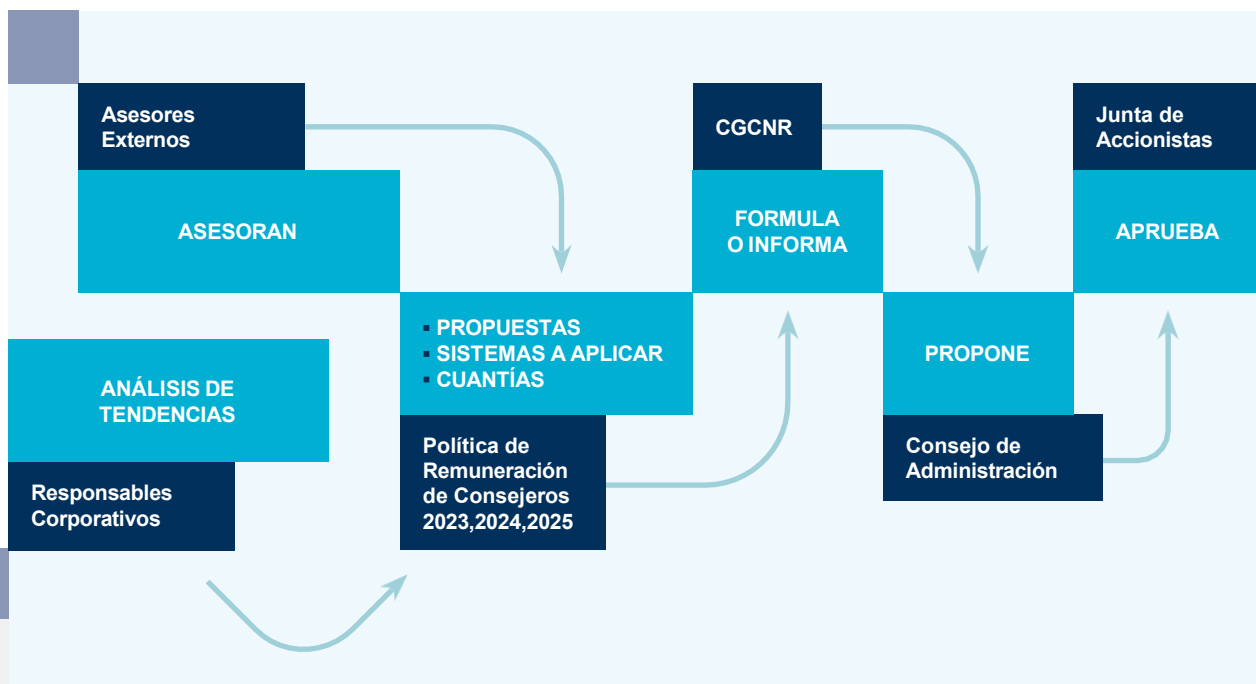 Asesores
Externos
ASESORAN
ANÁLISIS DE
TENDENCIAS
Responsables
Corporativos
▪ PROPUESTAS
▪ SISTEMAS A APLICAR
▪ CUANTÍAS
Política de
Remuneración
de Consejeros
2023,2024,2025
CGCNR
FORMULA
O INFORMA
PROPONE
Consejo de
Administración
Junta de
Accionistas
APRUEBA